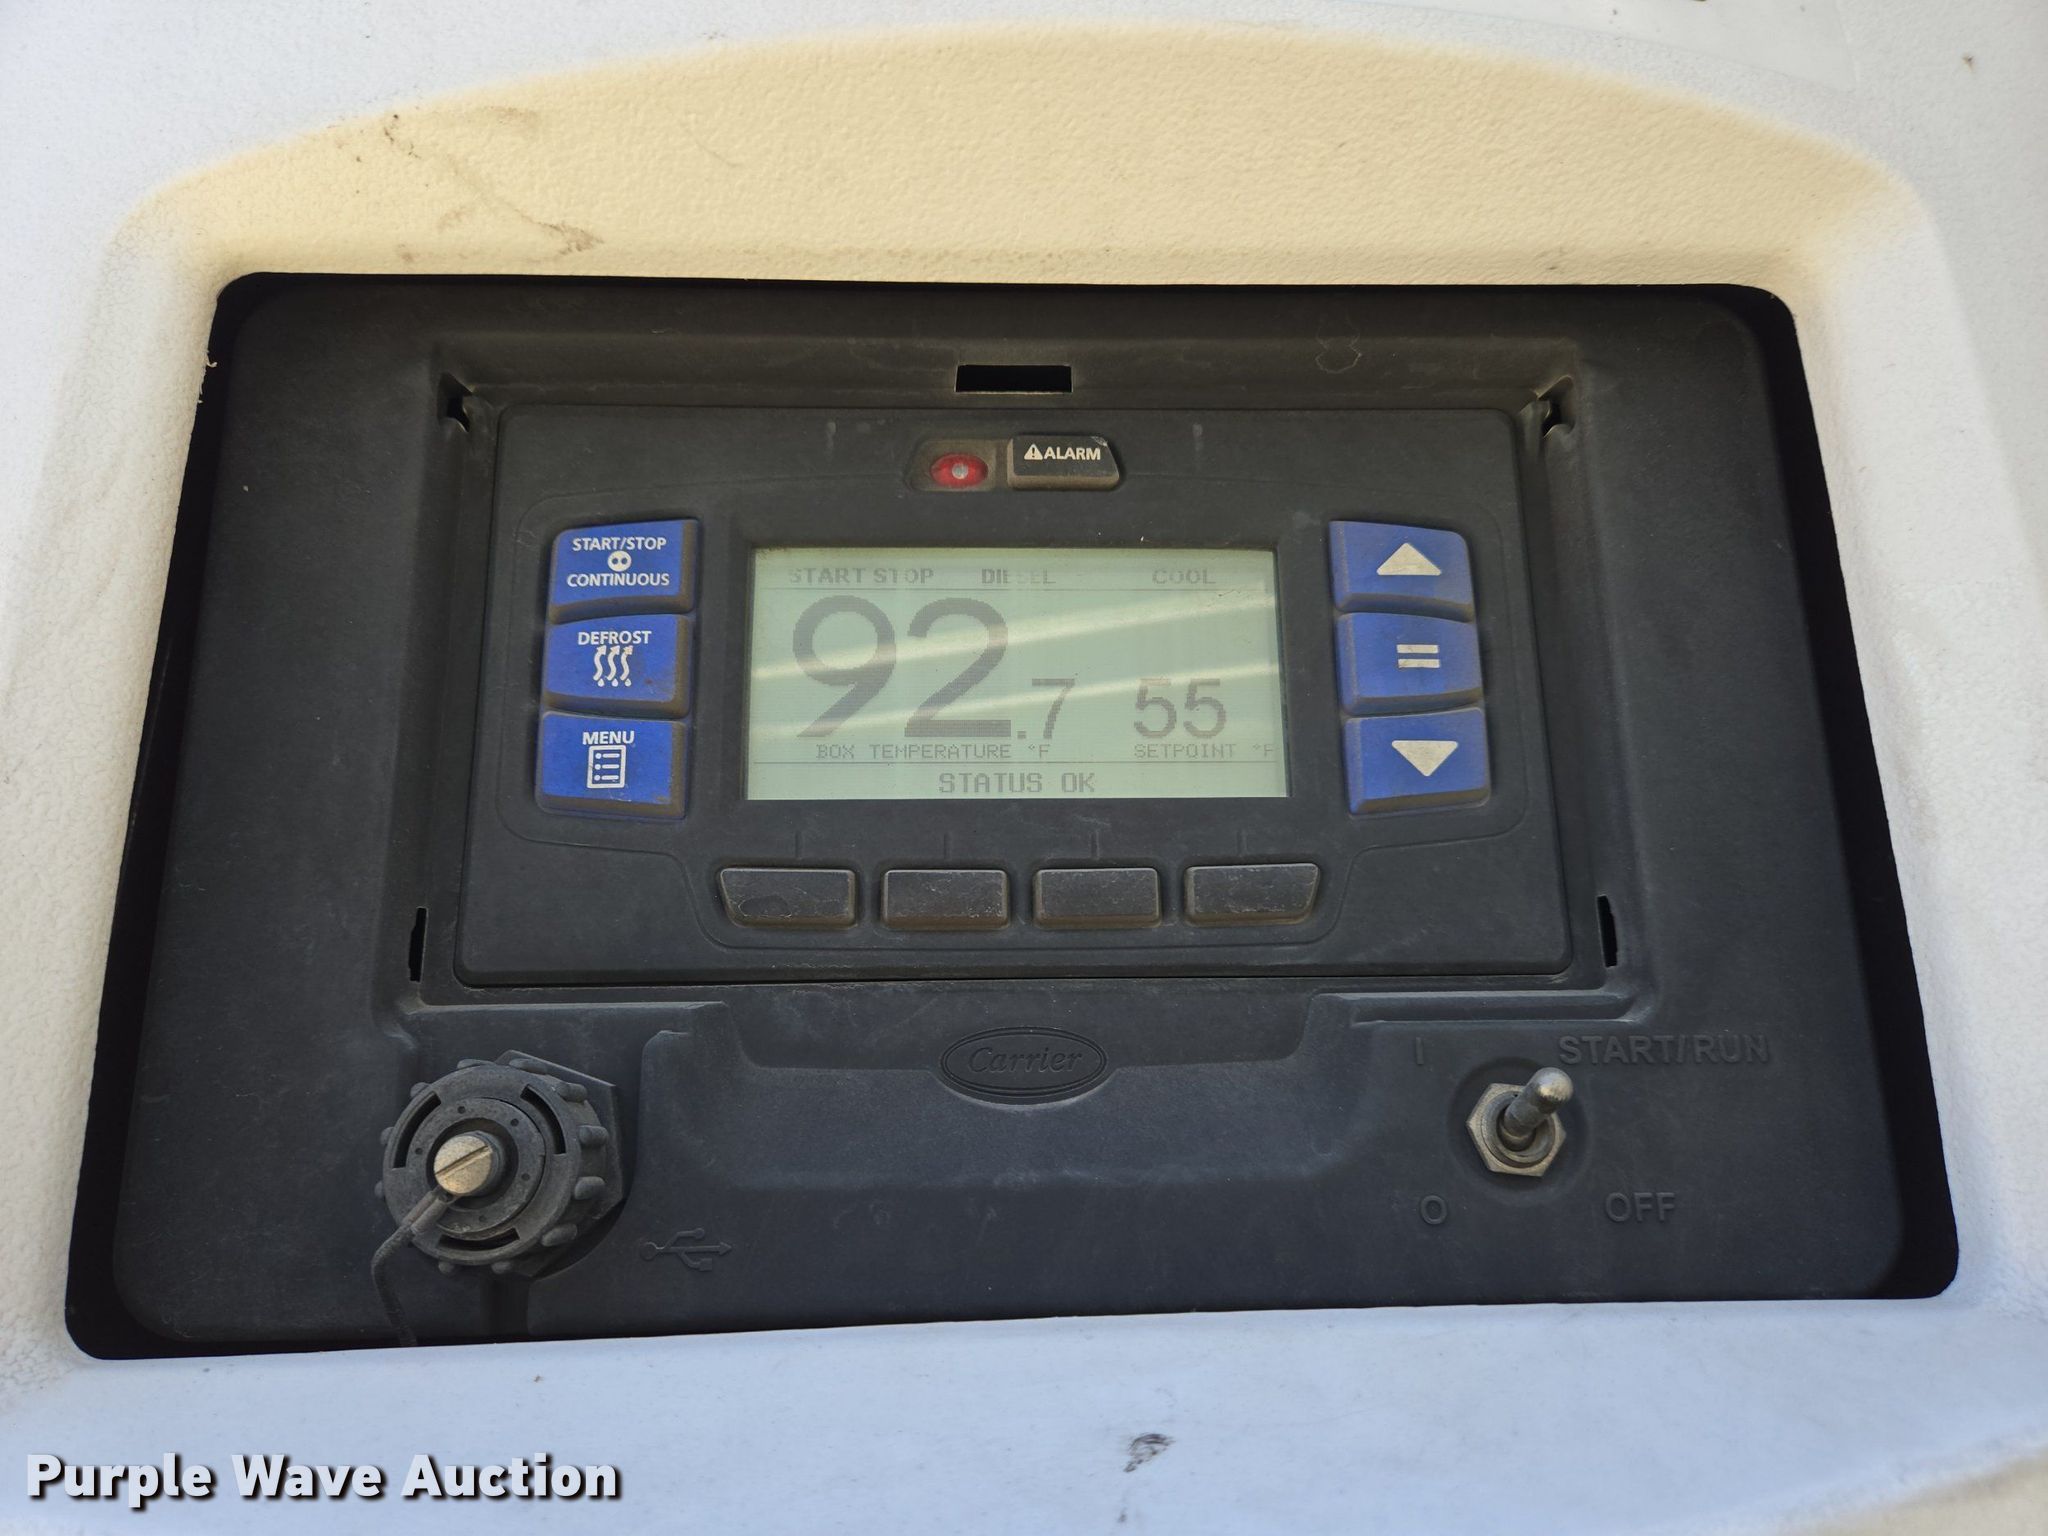 ⚠ALARM
START/STOP
CONTINUOUS
DEFROST
MENU
START STOP DIESEL COOL
92.7 55
BOX TEMPERATURE °F SETPOINT °F
STATUS OK
=
Carrier
I START/RUN
O OFF
Purple Wave Auction